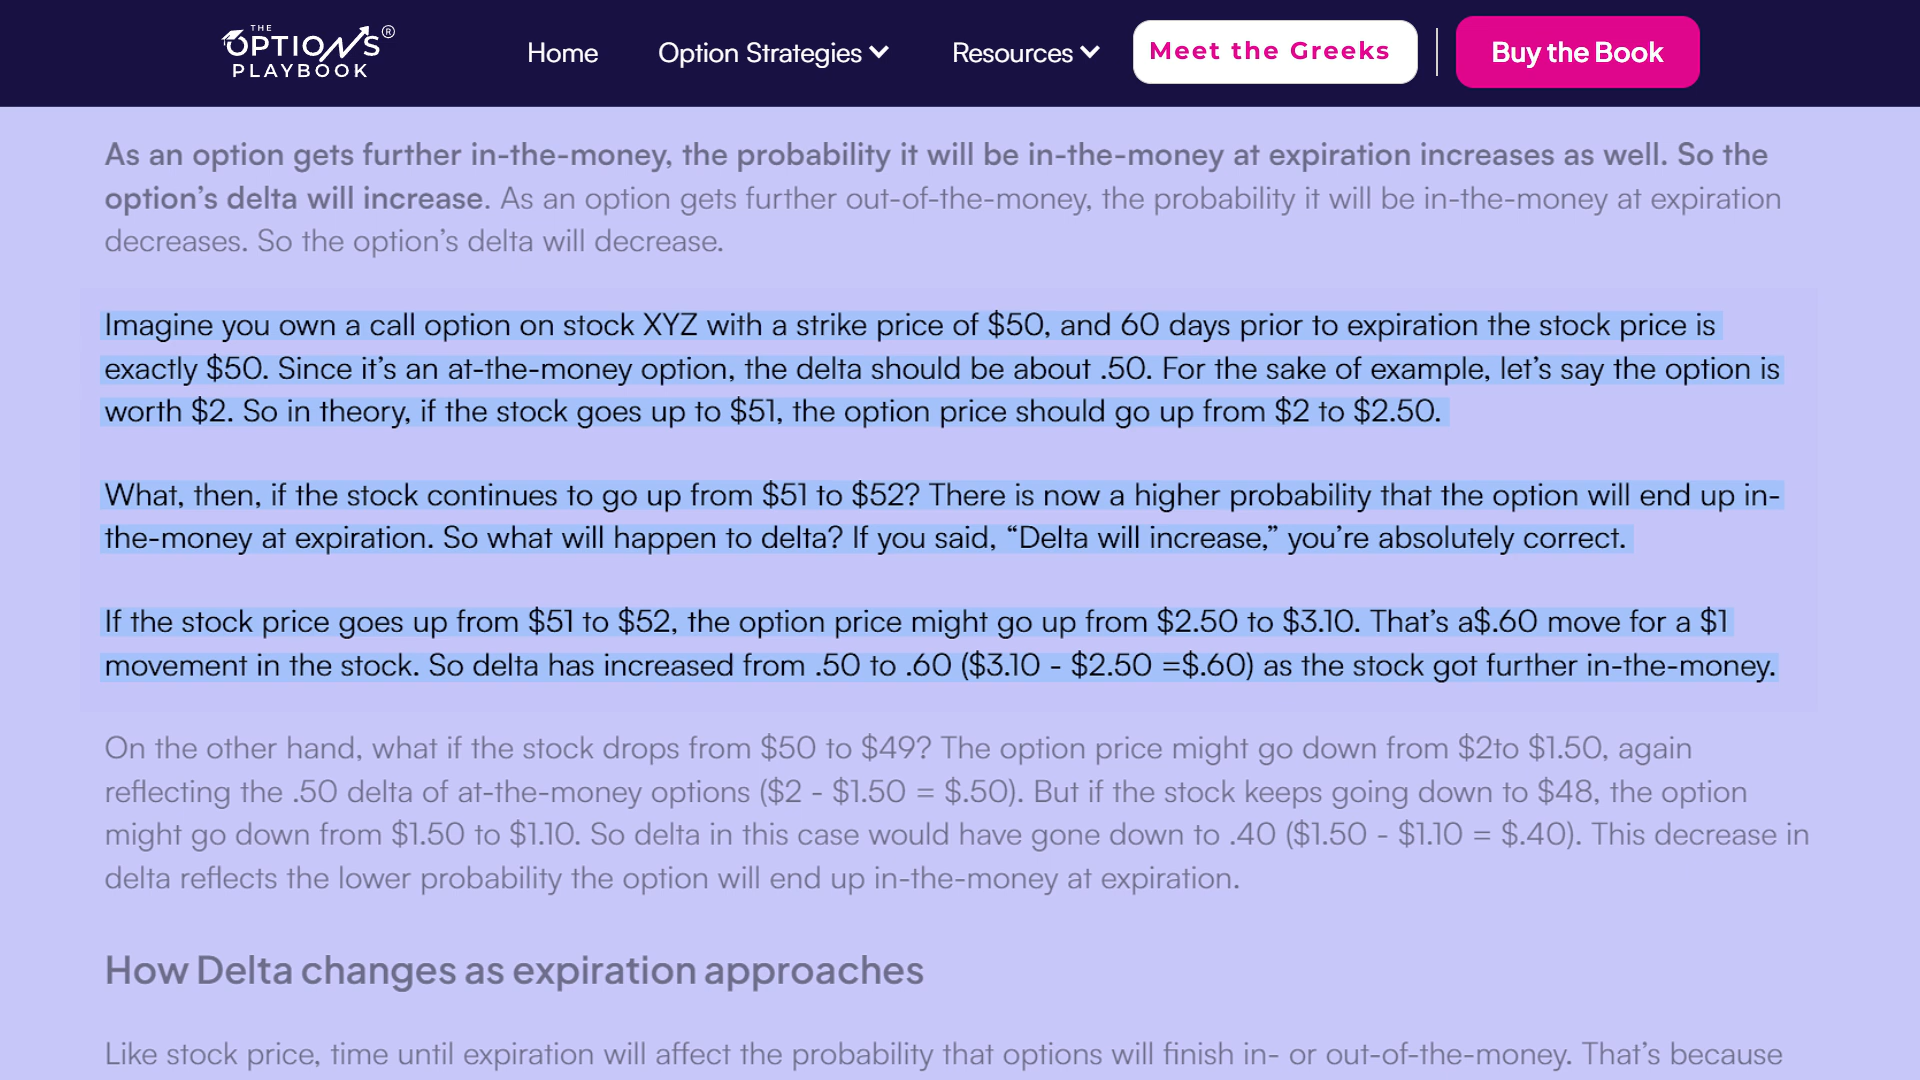 THE
OPTIONS®
PLAYBOOK
Home
Option Strategies
Resources
Meet the Greeks
Buy the Book
As an option gets further in-the-money, the probability it will be in-the-money at expiration increases as well. So the
option’s delta will increase. As an option gets further out-of-the-money, the probability it will be in-the-money at expiration
decreases. So the option’s delta will decrease.
Imagine you own a call option on stock XYZ with a strike price of $50, and 60 days prior to expiration the stock price is
exactly $50. Since it’s an at-the-money option, the delta should be about .50. For the sake of example, let’s say the option is
worth $2. So in theory, if the stock goes up to $51, the option price should go up from $2 to $2.50.
What, then, if the stock continues to go up from $51 to $52? There is now a higher probability that the option will end up in-
the-money at expiration. So what will happen to delta? If you said, “Delta will increase,” you’re absolutely correct.
If the stock price goes up from $51 to $52, the option price might go up from $2.50 to $3.10. That’s a$.60 move for a $1
movement in the stock. So delta has increased from .50 to .60 ($3.10 - $2.50 =$.60) as the stock got further in-the-money.
On the other hand, what if the stock drops from $50 to $49? The option price might go down from $2to $1.50, again
reflecting the .50 delta of at-the-money options ($2 - $1.50 = $.50). But if the stock keeps going down to $48, the option
might go down from $1.50 to $1.10. So delta in this case would have gone down to .40 ($1.50 - $1.10 = $.40). This decrease in
delta reflects the lower probability the option will end up in-the-money at expiration.
How Delta changes as expiration approaches
Like stock price, time until expiration will affect the probability that options will finish in- or out-of-the-money. That’s because